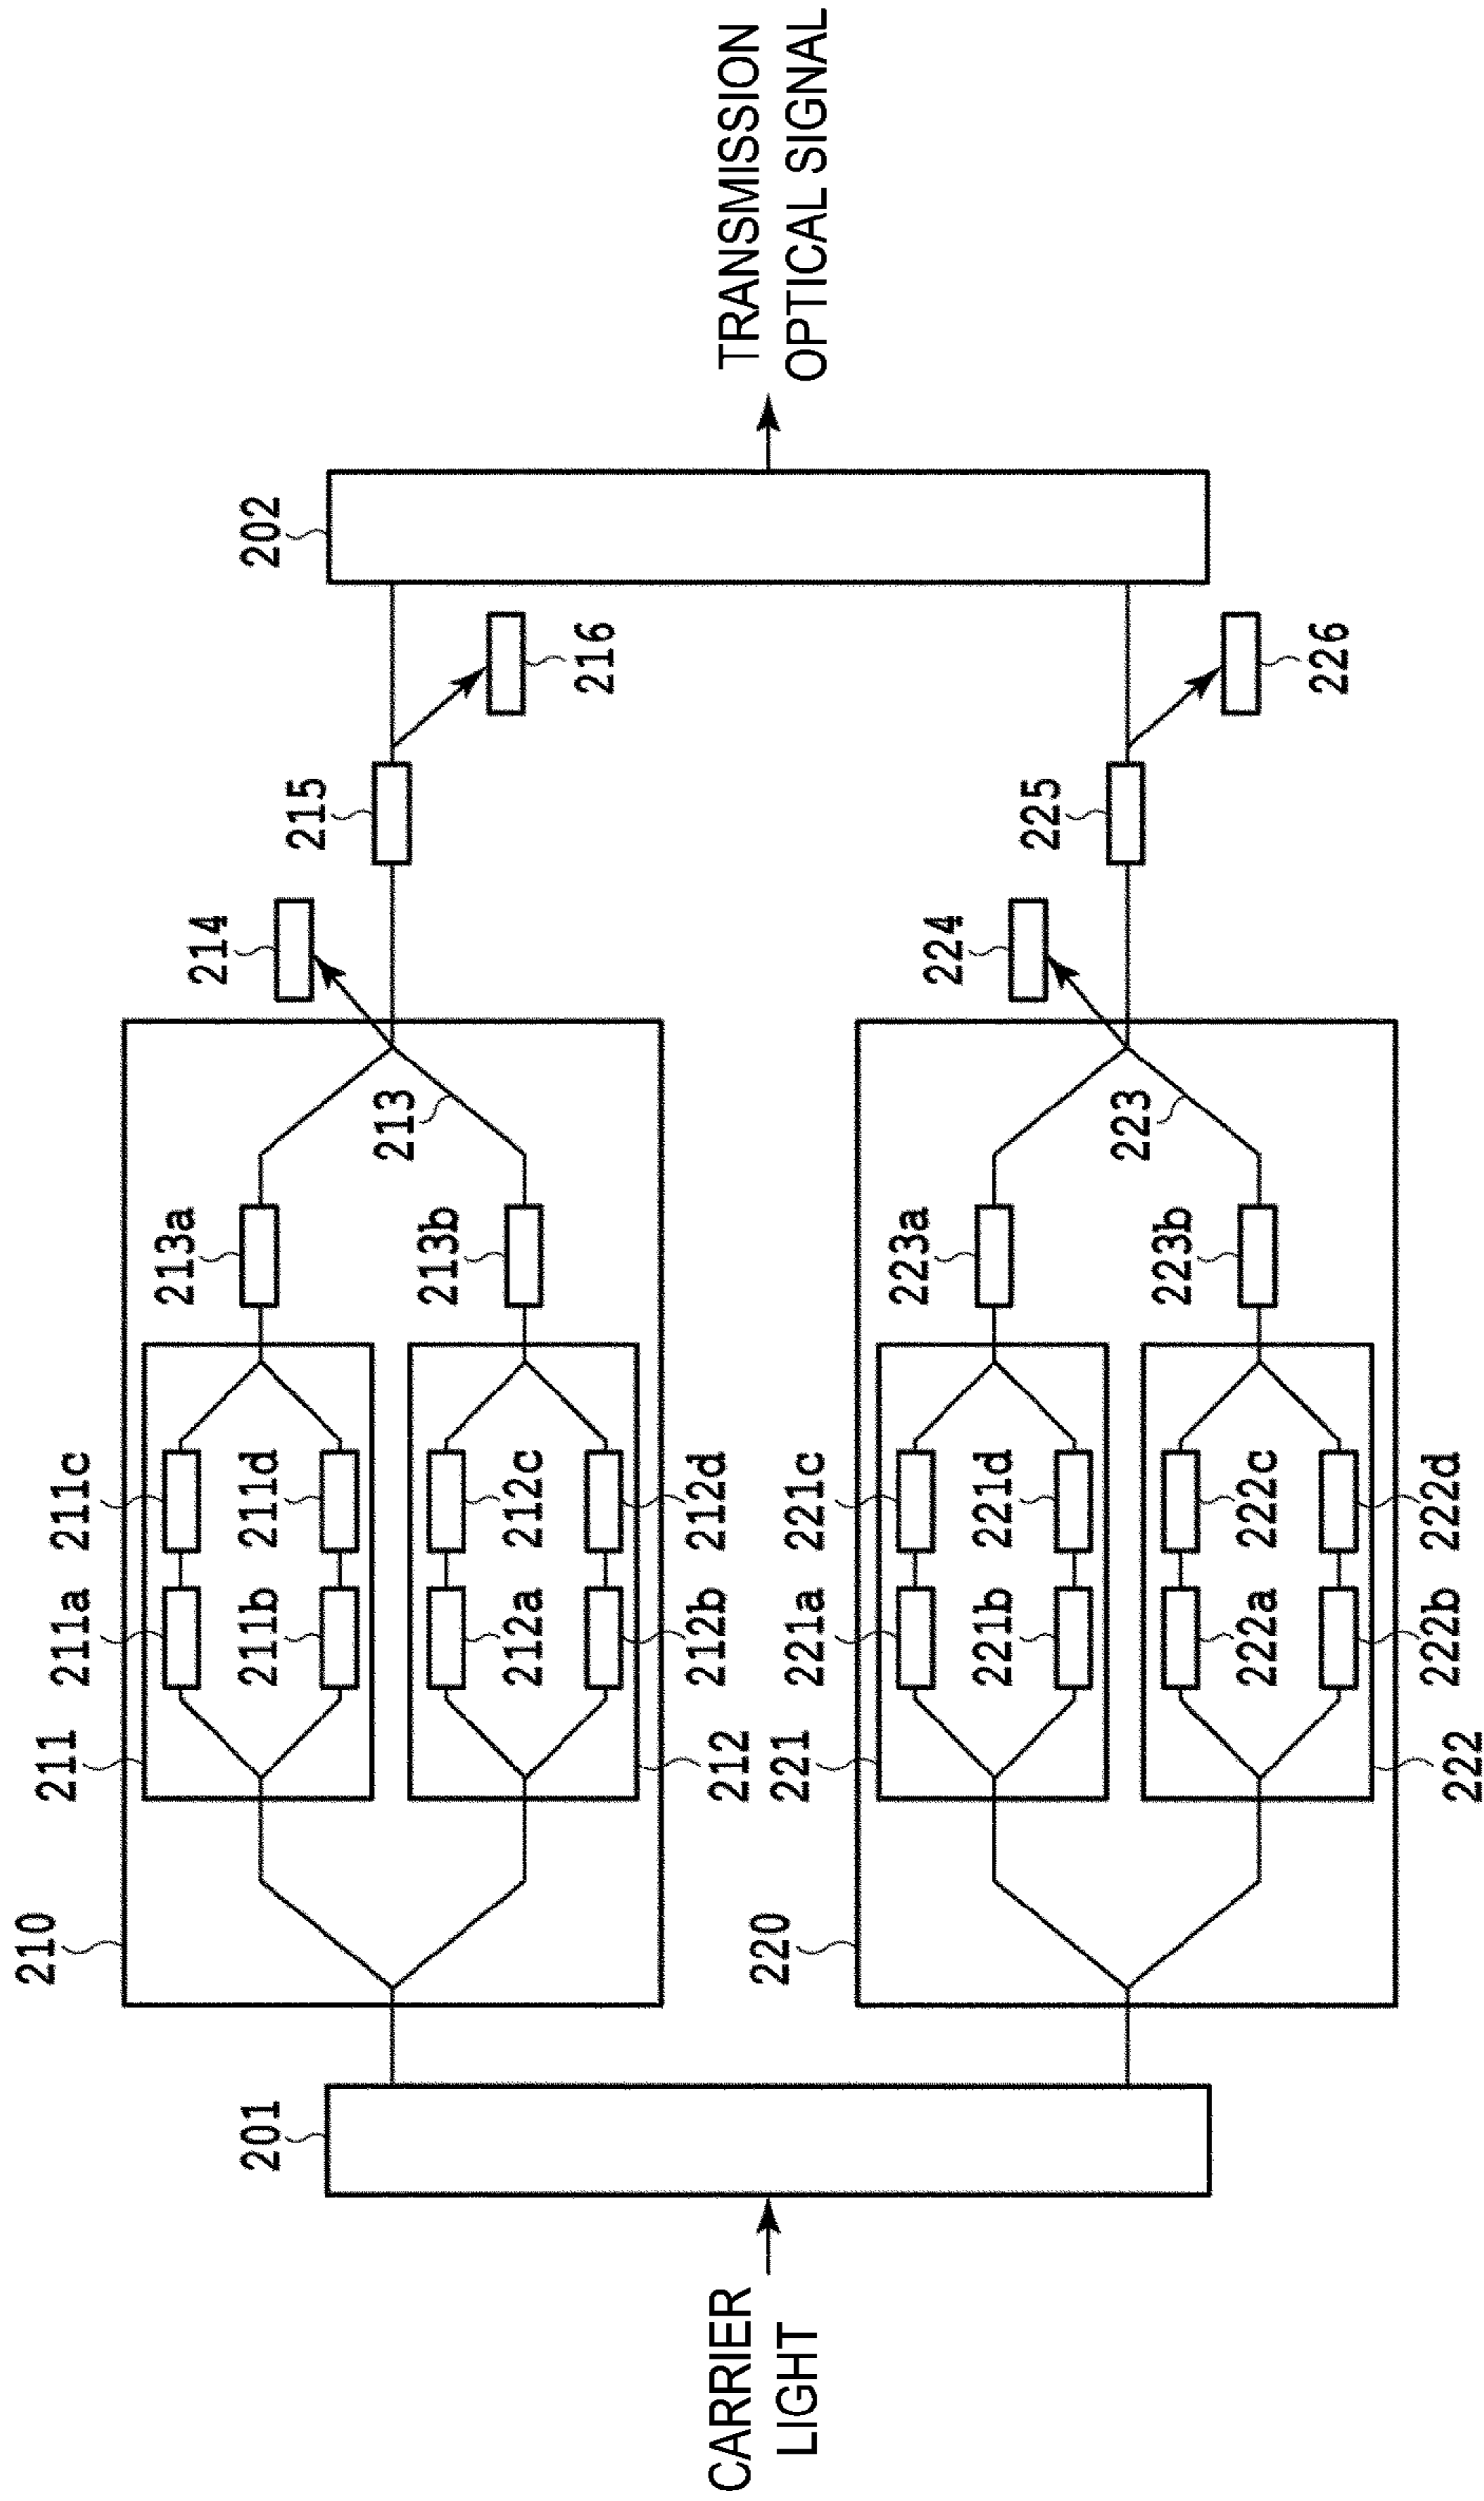 CARRIER
LIGHT
201
210
211
211a
211c
211b
211d
212a
212c
212b
212d
212
213a
213b
213
214
215
216
220
221
221a
221c
221b
221d
222a
222c
222b
222d
222
223a
223b
223
224
225
226
202
TRANSMISSION
OPTICAL SIGNAL